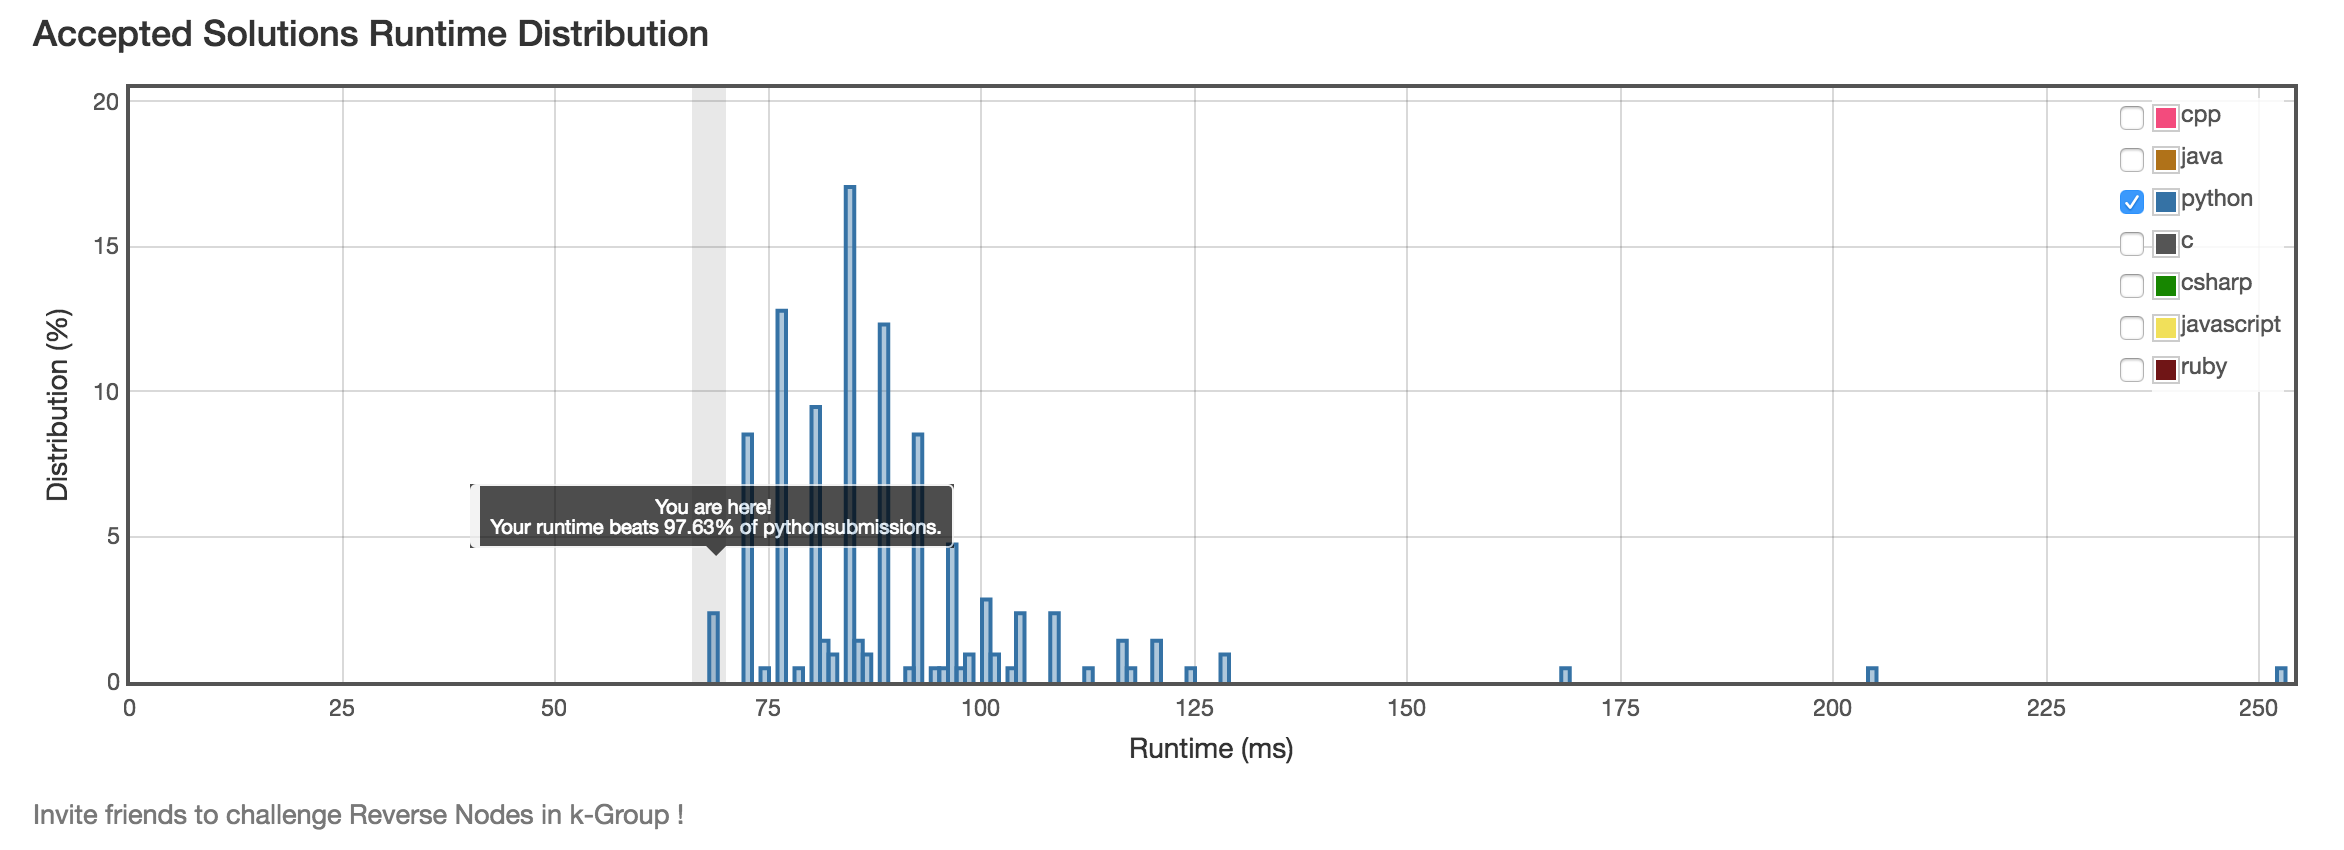 Accepted Solutions Runtime Distribution
20
15
10
5
0
Distribution (%)
cpp
java
python
c
csharp
javascript
ruby
You are here!
Your runtime beats 97.63% of pythonsubmissions.
0 25 50 75 100 125 150 175 200 225 250
Runtime (ms)
Invite friends to challenge Reverse Nodes in k-Group !